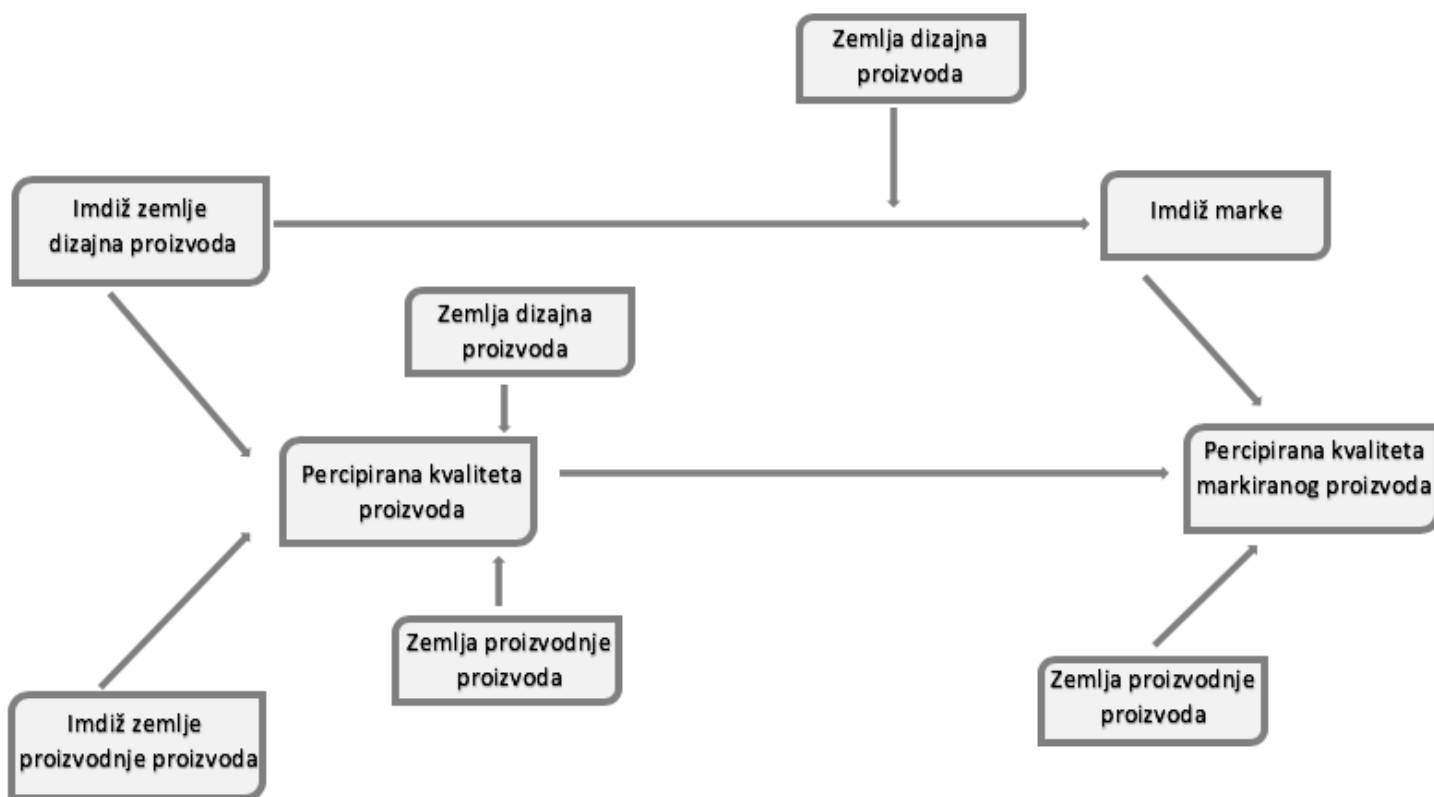 Zemlja dizajna
proizvoda
Imdiž zemlje
dizajna proizvoda
Imdiž marke
Zemlja dizajna
proizvoda
Percipirana kvaliteta
proizvoda
Percipirana kvaliteta
markiranog proizvoda
Zemlja proizvodnje
proizvoda
Zemlja proizvodnje
proizvoda
Imdiž zemlje
proizvodnje proizvoda